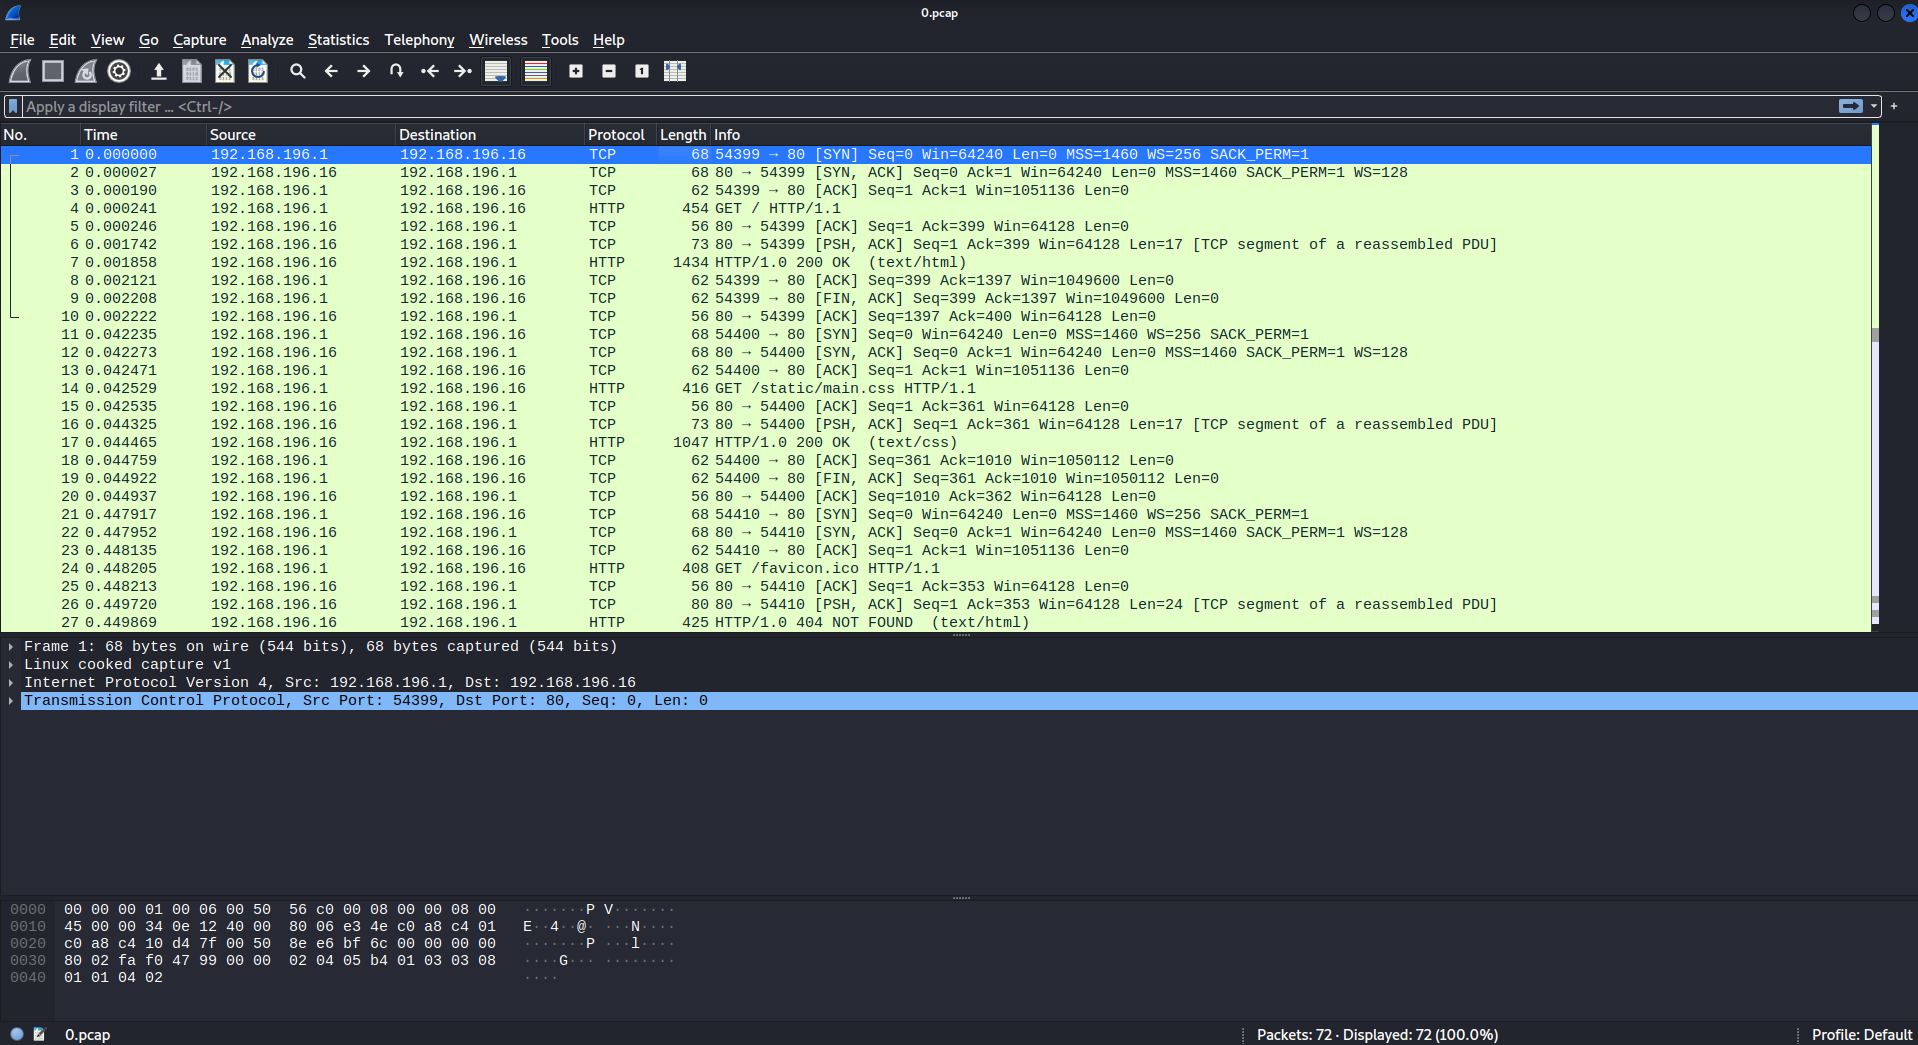 0.pcap
File Edit View Go Capture Analyze Statistics Telephony Wireless Tools Help
Apply a display filter ... <Ctrl-/>
No. Time Source Destination Protocol Length Info
1 0.000000 192.168.196.1 192.168.196.16 TCP 68 54399 → 80 [SYN] Seq=0 Win=64240 Len=0 MSS=1460 WS=256 SACK_PERM=1
2 0.000027 192.168.196.16 192.168.196.1 TCP 68 80 → 54399 [SYN, ACK] Seq=0 Ack=1 Win=64240 Len=0 MSS=1460 SACK_PERM=1 WS=128
3 0.000190 192.168.196.1 192.168.196.16 TCP 62 54399 → 80 [ACK] Seq=1 Ack=1 Win=1051136 Len=0
4 0.000241 192.168.196.1 192.168.196.16 HTTP 454 GET / HTTP/1.1
5 0.000246 192.168.196.16 192.168.196.1 TCP 56 80 → 54399 [ACK] Seq=1 Ack=399 Win=64128 Len=0
6 0.001742 192.168.196.16 192.168.196.1 TCP 73 80 → 54399 [PSH, ACK] Seq=1 Ack=399 Win=64128 Len=17 [TCP segment of a reassembled PDU]
7 0.001858 192.168.196.16 192.168.196.1 HTTP 1434 HTTP/1.0 200 OK (text/html)
8 0.002121 192.168.196.1 192.168.196.16 TCP 62 54399 → 80 [ACK] Seq=399 Ack=1397 Win=1049600 Len=0
9 0.002208 192.168.196.1 192.168.196.16 TCP 62 54399 → 80 [FIN, ACK] Seq=399 Ack=1397 Win=1049600 Len=0
10 0.002222 192.168.196.16 192.168.196.1 TCP 56 80 → 54399 [ACK] Seq=1397 Ack=400 Win=64128 Len=0
11 0.042235 192.168.196.1 192.168.196.16 TCP 68 54400 → 80 [SYN] Seq=0 Win=64240 Len=0 MSS=1460 WS=256 SACK_PERM=1
12 0.042273 192.168.196.16 192.168.196.1 TCP 68 80 → 54400 [SYN, ACK] Seq=0 Ack=1 Win=64240 Len=0 MSS=1460 SACK_PERM=1 WS=128
13 0.042471 192.168.196.1 192.168.196.16 TCP 62 54400 → 80 [ACK] Seq=1 Ack=1 Win=1051136 Len=0
14 0.042529 192.168.196.1 192.168.196.16 HTTP 416 GET /static/main.css HTTP/1.1
15 0.042535 192.168.196.16 192.168.196.1 TCP 56 80 → 54400 [ACK] Seq=1 Ack=361 Win=64128 Len=0
16 0.044325 192.168.196.16 192.168.196.1 TCP 73 80 → 54400 [PSH, ACK] Seq=1 Ack=361 Win=64128 Len=17 [TCP segment of a reassembled PDU]
17 0.044465 192.168.196.16 192.168.196.1 HTTP 1047 HTTP/1.0 200 OK (text/css)
18 0.044759 192.168.196.1 192.168.196.16 TCP 62 54400 → 80 [ACK] Seq=361 Ack=1010 Win=1050112 Len=0
19 0.044922 192.168.196.1 192.168.196.16 TCP 62 54400 → 80 [FIN, ACK] Seq=361 Ack=1010 Win=1050112 Len=0
20 0.044937 192.168.196.16 192.168.196.1 TCP 56 80 → 54400 [ACK] Seq=1010 Ack=362 Win=64128 Len=0
21 0.447917 192.168.196.1 192.168.196.16 TCP 68 54410 → 80 [SYN] Seq=0 Win=64240 Len=0 MSS=1460 WS=256 SACK_PERM=1
22 0.447952 192.168.196.16 192.168.196.1 TCP 68 80 → 54410 [SYN, ACK] Seq=0 Ack=1 Win=64240 Len=0 MSS=1460 SACK_PERM=1 WS=128
23 0.448135 192.168.196.1 192.168.196.16 TCP 62 54410 → 80 [ACK] Seq=1 Ack=1 Win=1051136 Len=0
24 0.448205 192.168.196.1 192.168.196.16 HTTP 408 GET /favicon.ico HTTP/1.1
25 0.448213 192.168.196.16 192.168.196.1 TCP 56 80 → 54410 [ACK] Seq=1 Ack=353 Win=64128 Len=0
26 0.449720 192.168.196.16 192.168.196.1 TCP 80 80 → 54410 [PSH, ACK] Seq=1 Ack=353 Win=64128 Len=24 [TCP segment of a reassembled PDU]
27 0.449869 192.168.196.16 192.168.196.1 HTTP 425 HTTP/1.0 404 NOT FOUND (text/html)
Frame 1: 68 bytes on wire (544 bits), 68 bytes captured (544 bits)
Linux cooked capture v1
Internet Protocol Version 4, Src: 192.168.196.1, Dst: 192.168.196.16
Transmission Control Protocol, Src Port: 54399, Dst Port: 80, Seq: 0, Len: 0
0000 00 00 00 01 00 06 00 50 56 c0 00 08 00 00 08 00 ·······P V·······
0010 45 00 00 34 0e 12 40 00 80 06 e3 4e c0 a8 c4 01 E··4··@· ···N····
0020 c0 a8 c4 10 d4 7f 00 50 8e e6 bf 6c 00 00 00 00 ·······P ···l····
0030 80 02 fa f0 47 99 00 00 02 04 05 b4 01 03 03 08 ····G··· ········
0040 01 01 04 02 ····
0.pcap Packets: 72 · Displayed: 72 (100.0%) Profile: Default